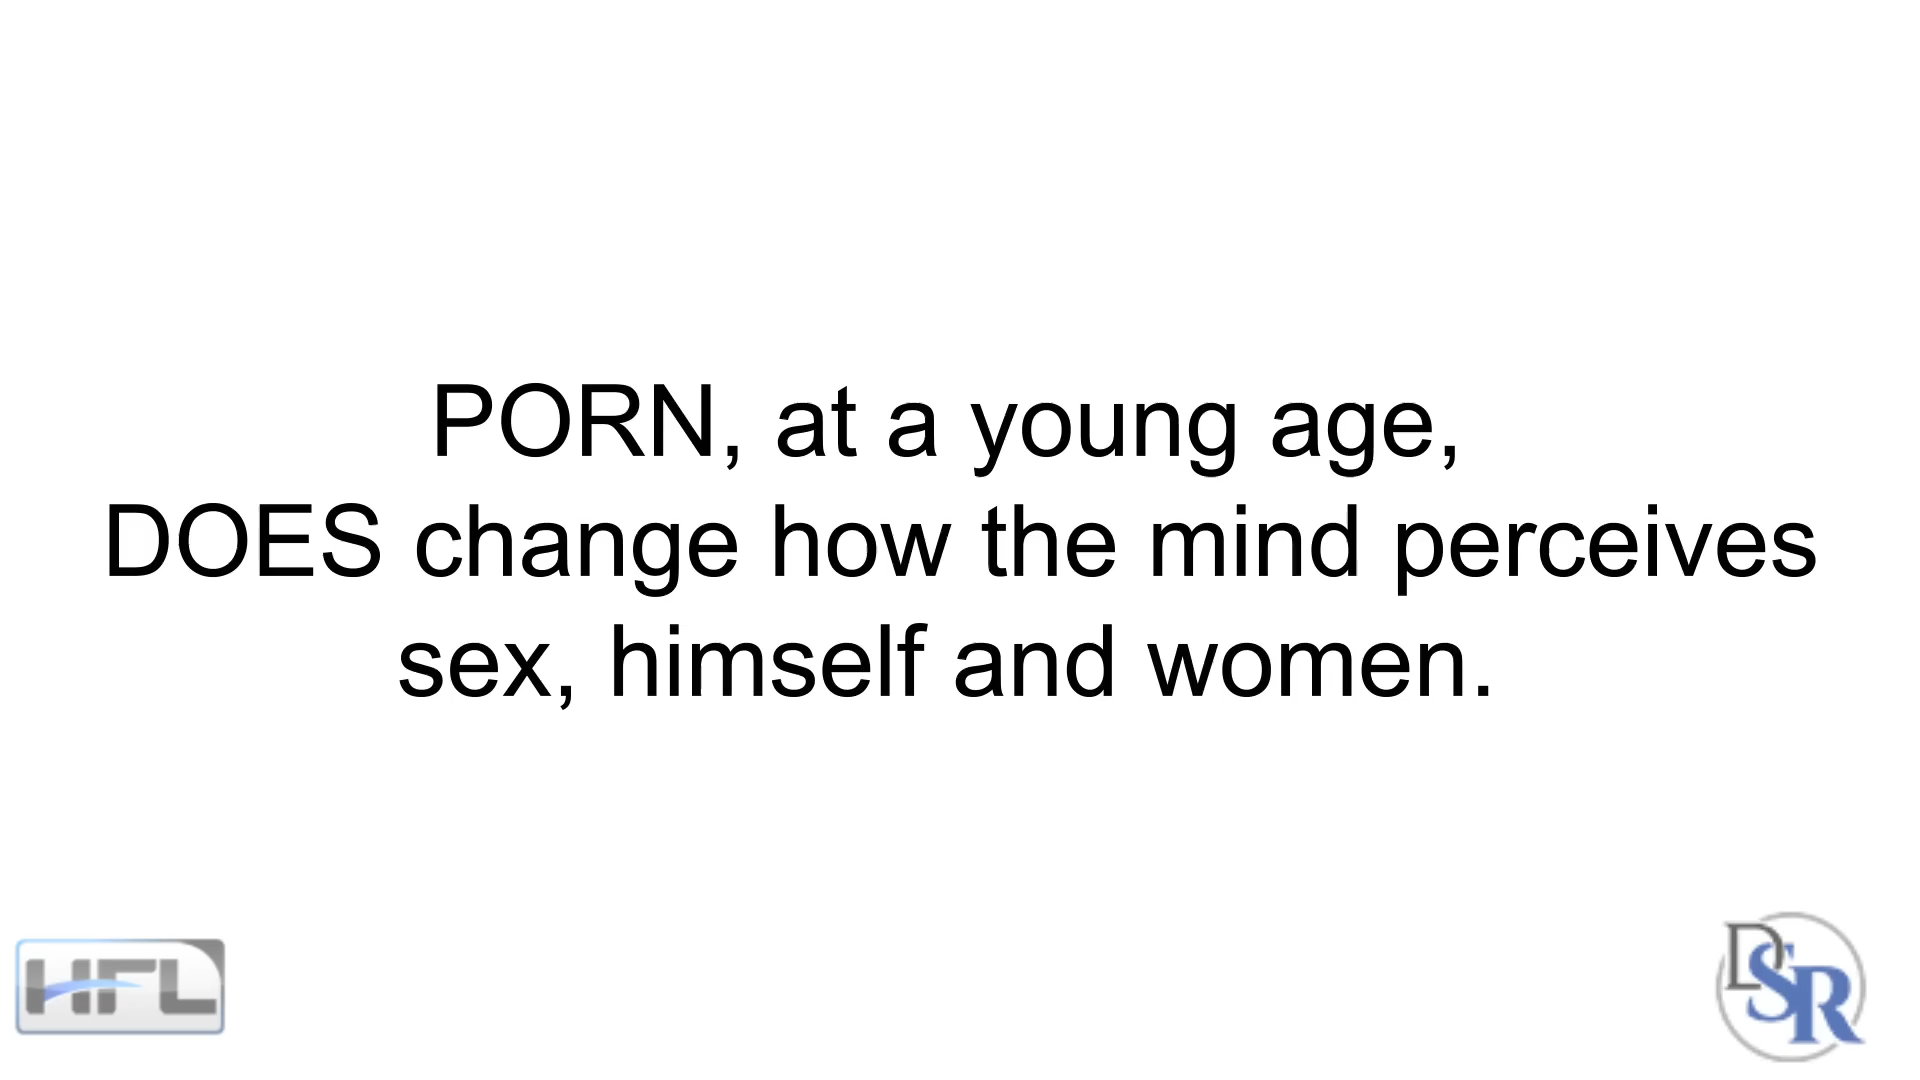 PORN, at a young age,
DOES change how the mind perceives
sex, himself and women.
HFL
DSR